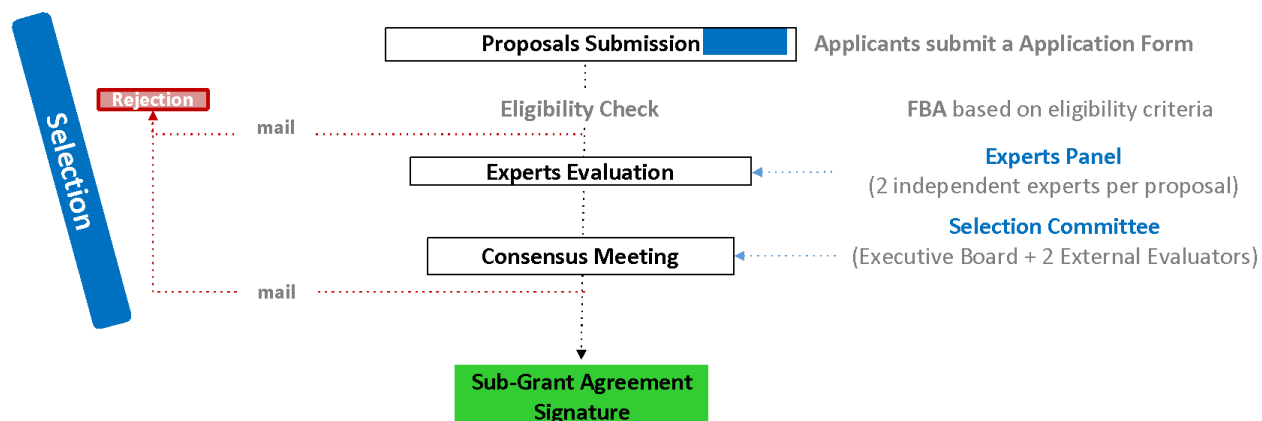 Proposals Submission
Applicants submit a Application Form
Rejection
Eligibility Check
FBA based on eligibility criteria
mail
Selection
Experts Panel
Experts Evaluation
(2 independent experts per proposal)
Selection Committee
Consensus Meeting
(Executive Board + 2 External Evaluators)
mail
Sub-Grant Agreement
Signature